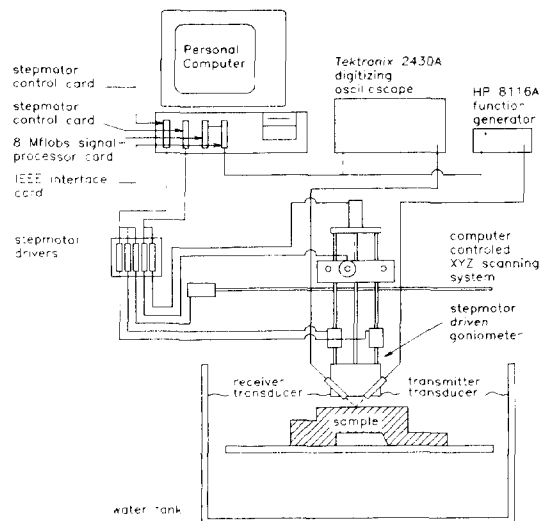 Personal
Computer
stepmotor
control card
stepmotor
control card
8 Mflobs signal
processor card
IEEE interface
card
stepmotor
drivers
Tektronix 2430A
digitizing
oscilloscope
HP 8116A
function
generator
computer
controled
XYZ scanning
system
stepmotor
driven
goniometer
receiver
transducer
transmitter
transducer
sample
water tank